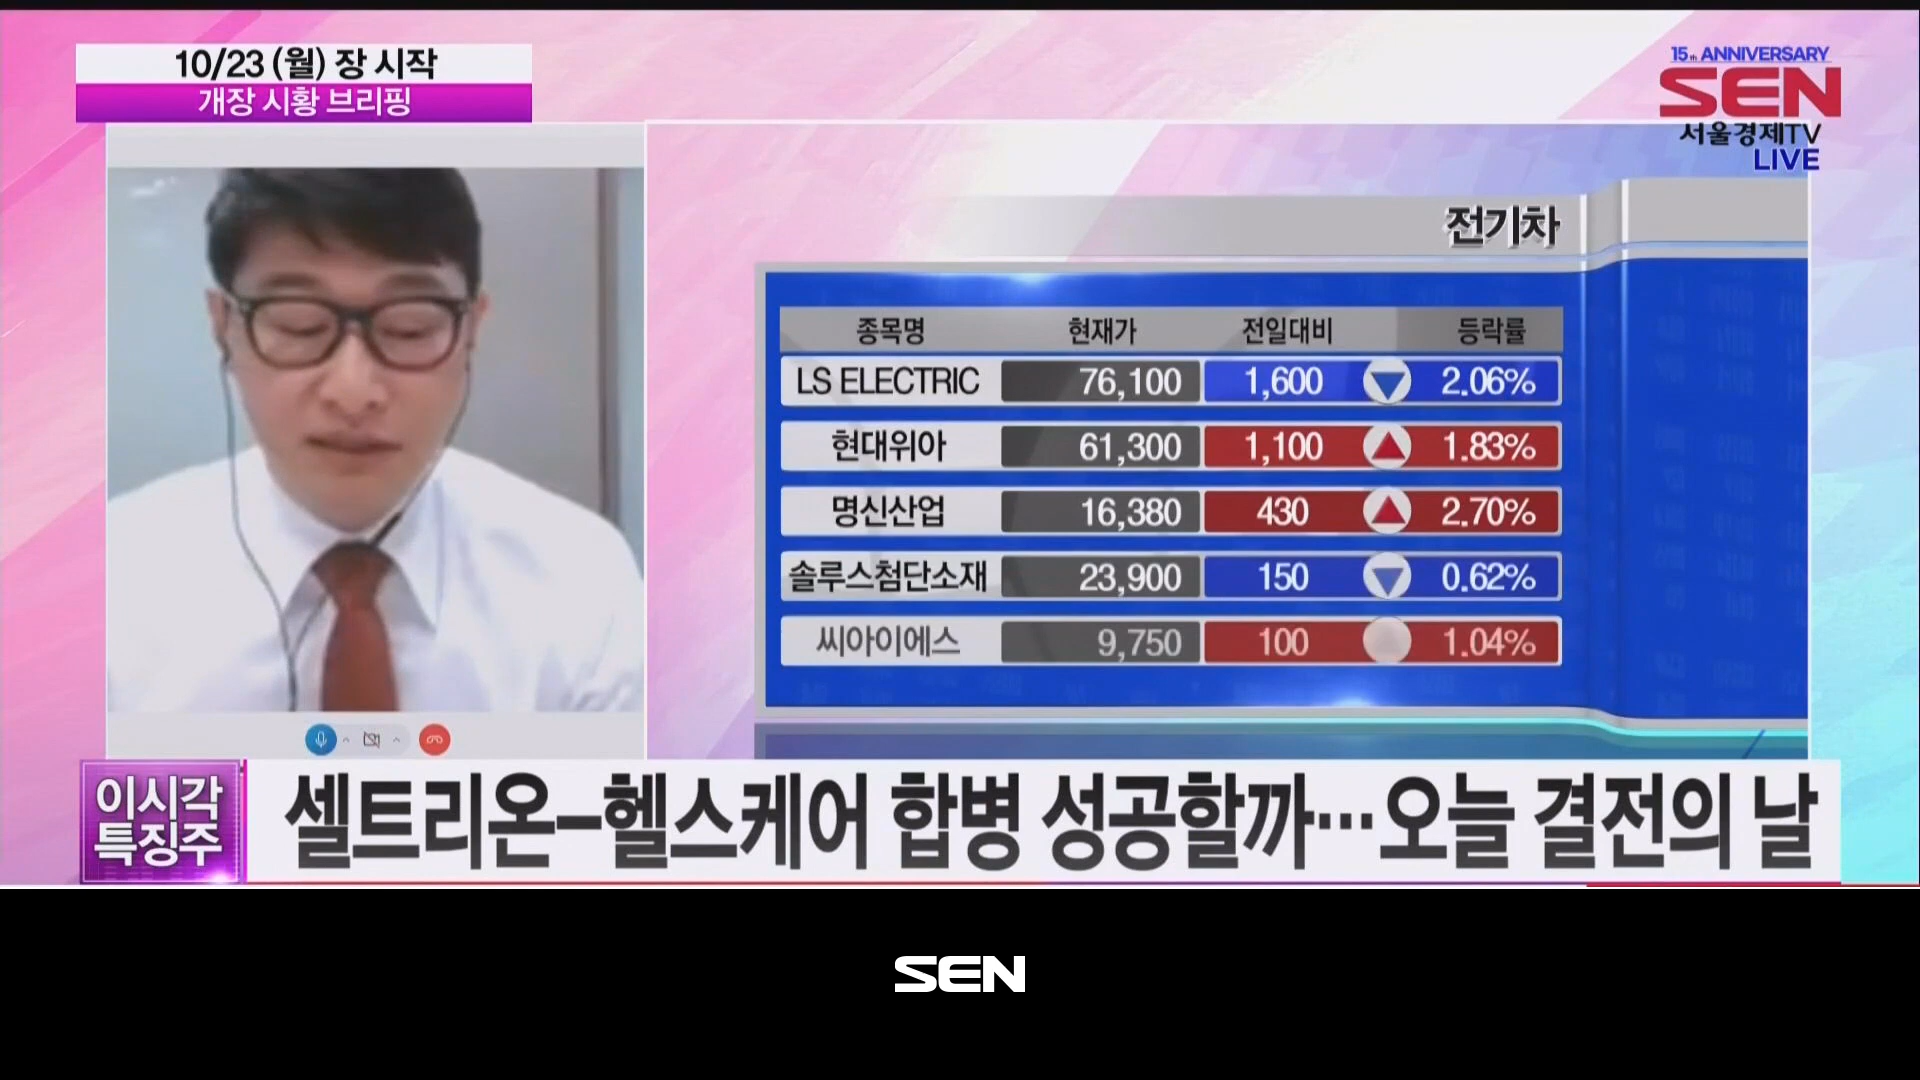 10/23 (월) 장 시작
개장 시황 브리핑
15th ANNIVERSARY
SEN
서울경제TV
LIVE
전기차
종목명 현재가 전일대비 등락률
LS ELECTRIC 76,100 1,600 ▼ 2.06%
현대위아 61,300 1,100 ▲ 1.83%
명신산업 16,380 430 ▲ 2.70%
솔루스첨단소재 23,900 150 ▼ 0.62%
씨아이에스 9,750 100 1.04%
이시각
특징주
셀트리온-헬스케어 합병 성공할까…오늘 결전의 날
SEN